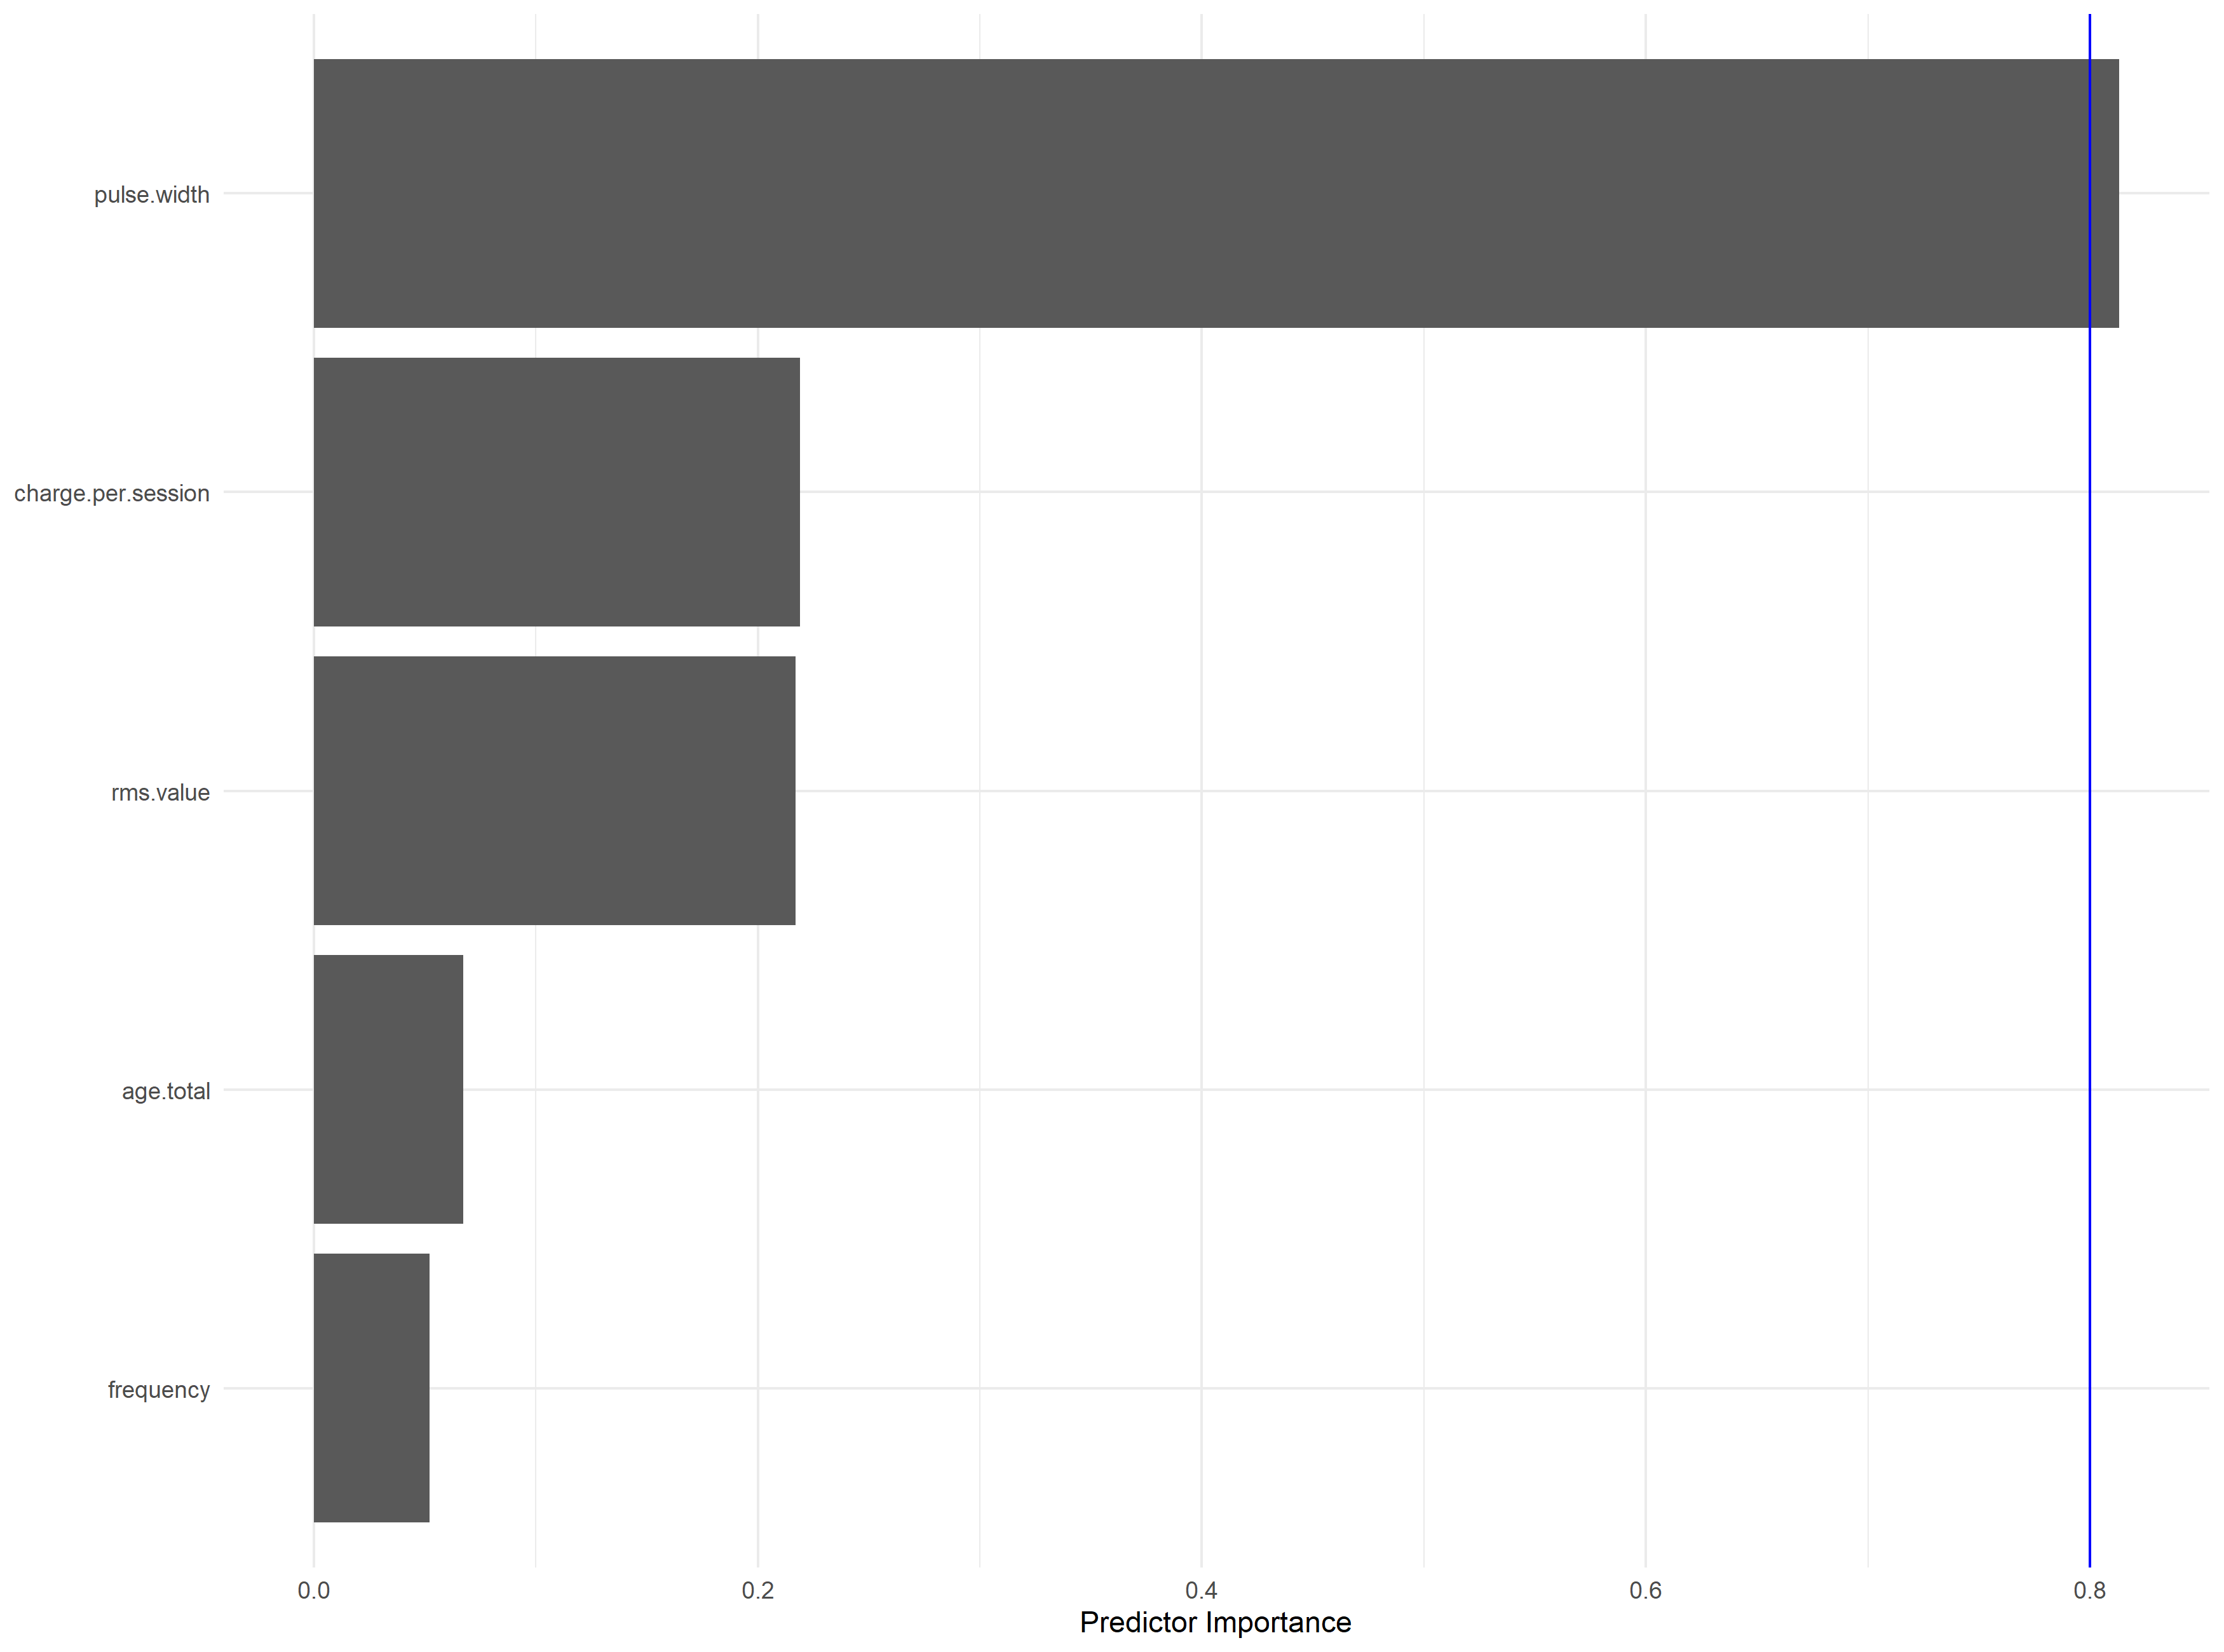 pulse.width
charge.per.session
rms.value
age.total
frequency
0.0 0.2 0.4 0.6 0.8
Predictor Importance